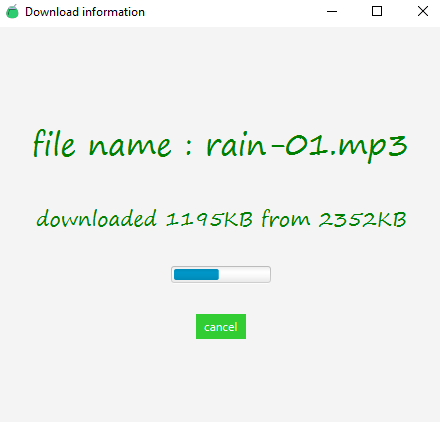 Download information
file name : rain-01.mp3
downloaded 1195KB from 2352KB
cancel